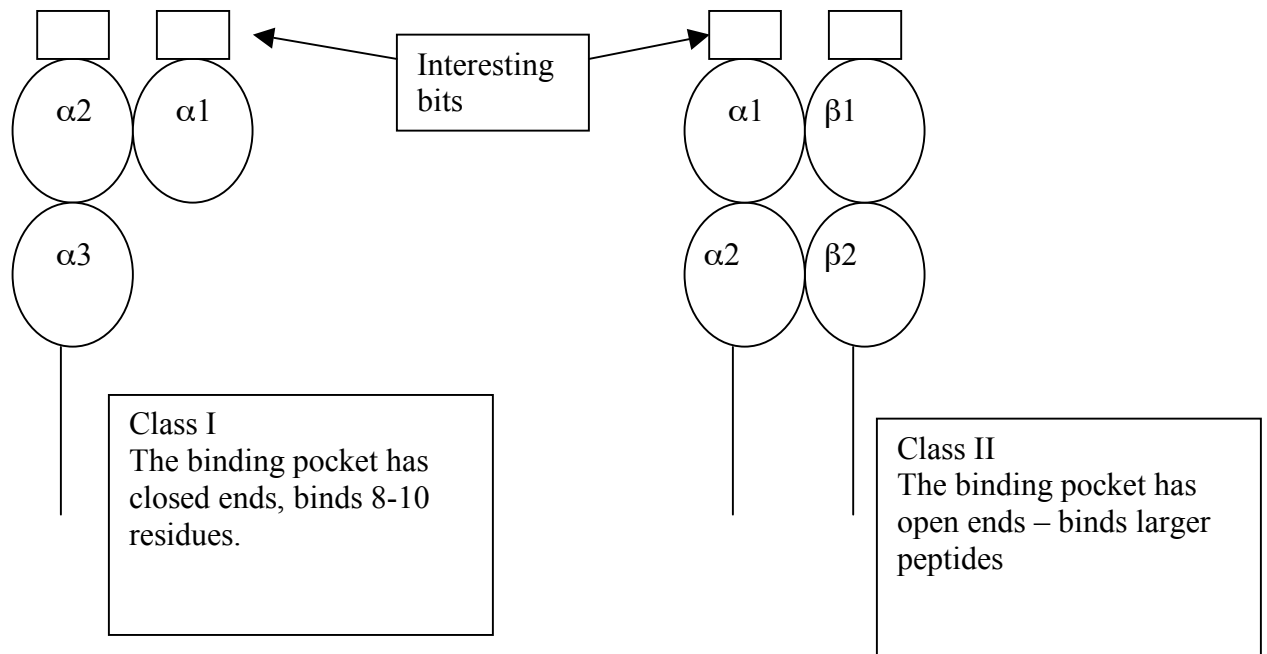 Interesting
bits
α2
α1
α3
α1
β1
α2
β2
Class I
The binding pocket has
closed ends, binds 8-10
residues.
Class II
The binding pocket has
open ends – binds larger
peptides